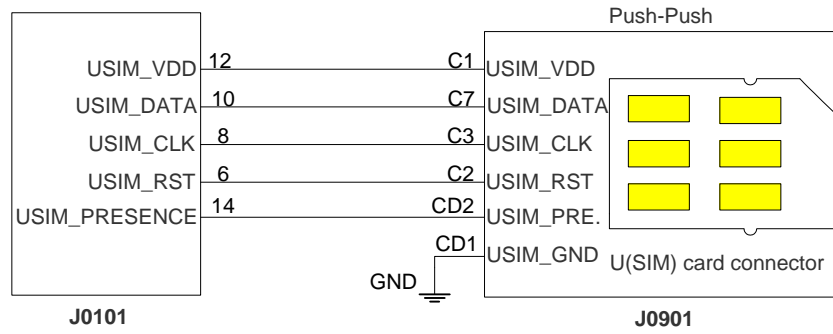 Push-Push
USIM_VDD 12 C1 USIM_VDD
USIM_DATA 10 C7 USIM_DATA
USIM_CLK 8 C3 USIM_CLK
USIM_RST 6 C2 USIM_RST
USIM_PRESENCE 14 CD2 USIM_PRE.
CD1 USIM_GND
GND
U(SIM) card connector
J0101
J0901